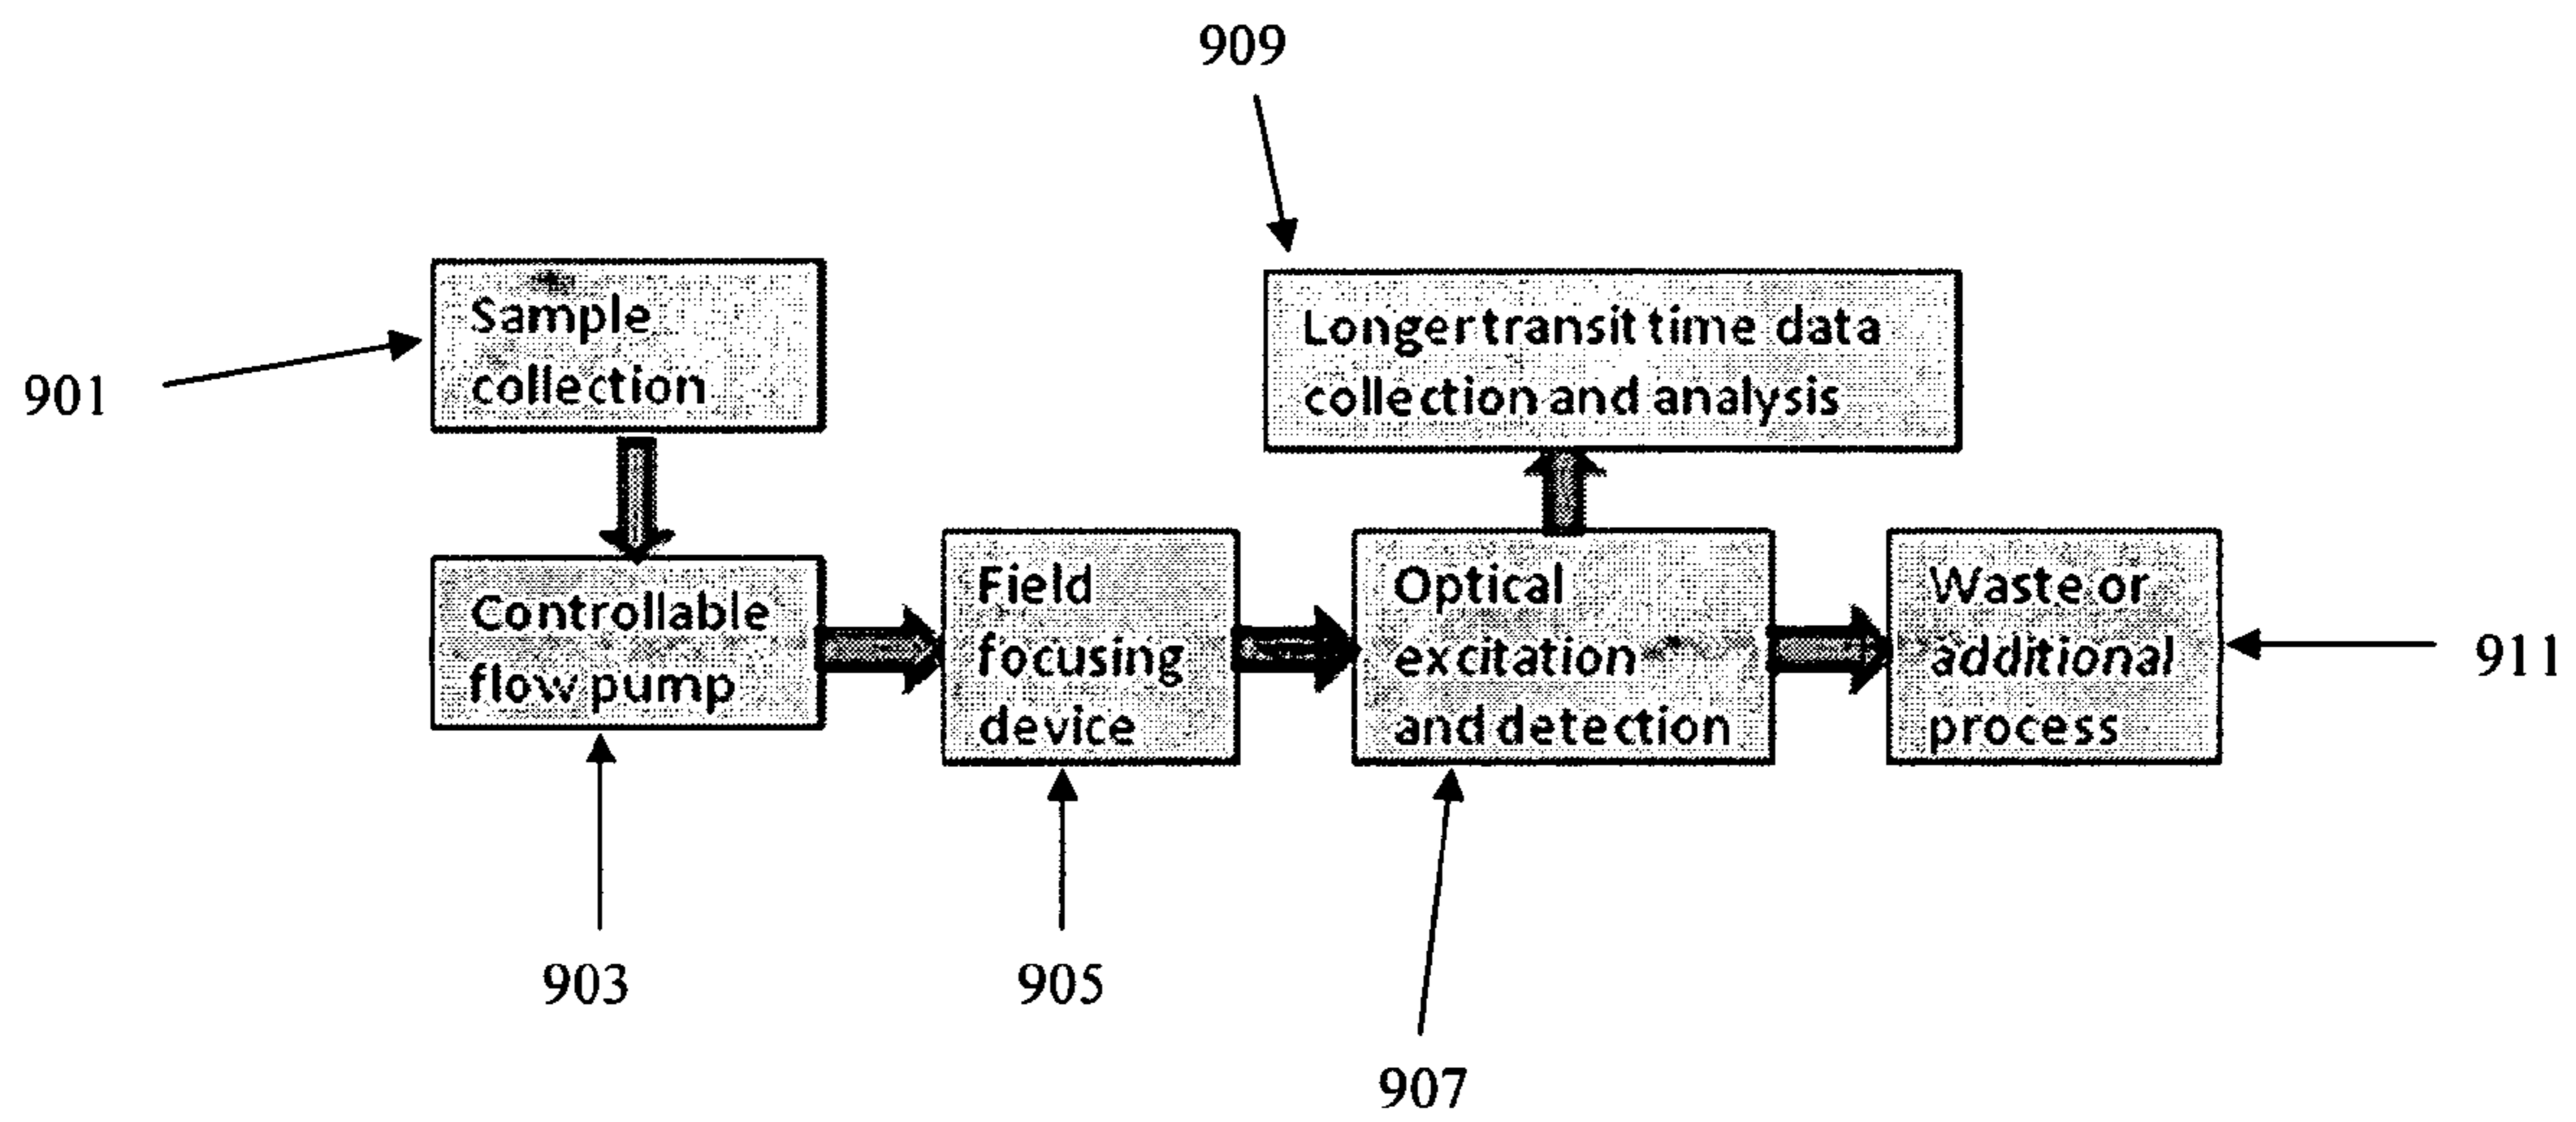 909
Sample
collection
901
Longer transit time data
collection and analysis
Controllable
flow pump
Field
focusing
device
Optical
excitation
and detection
Waste or
additional
process
911
903
905
907